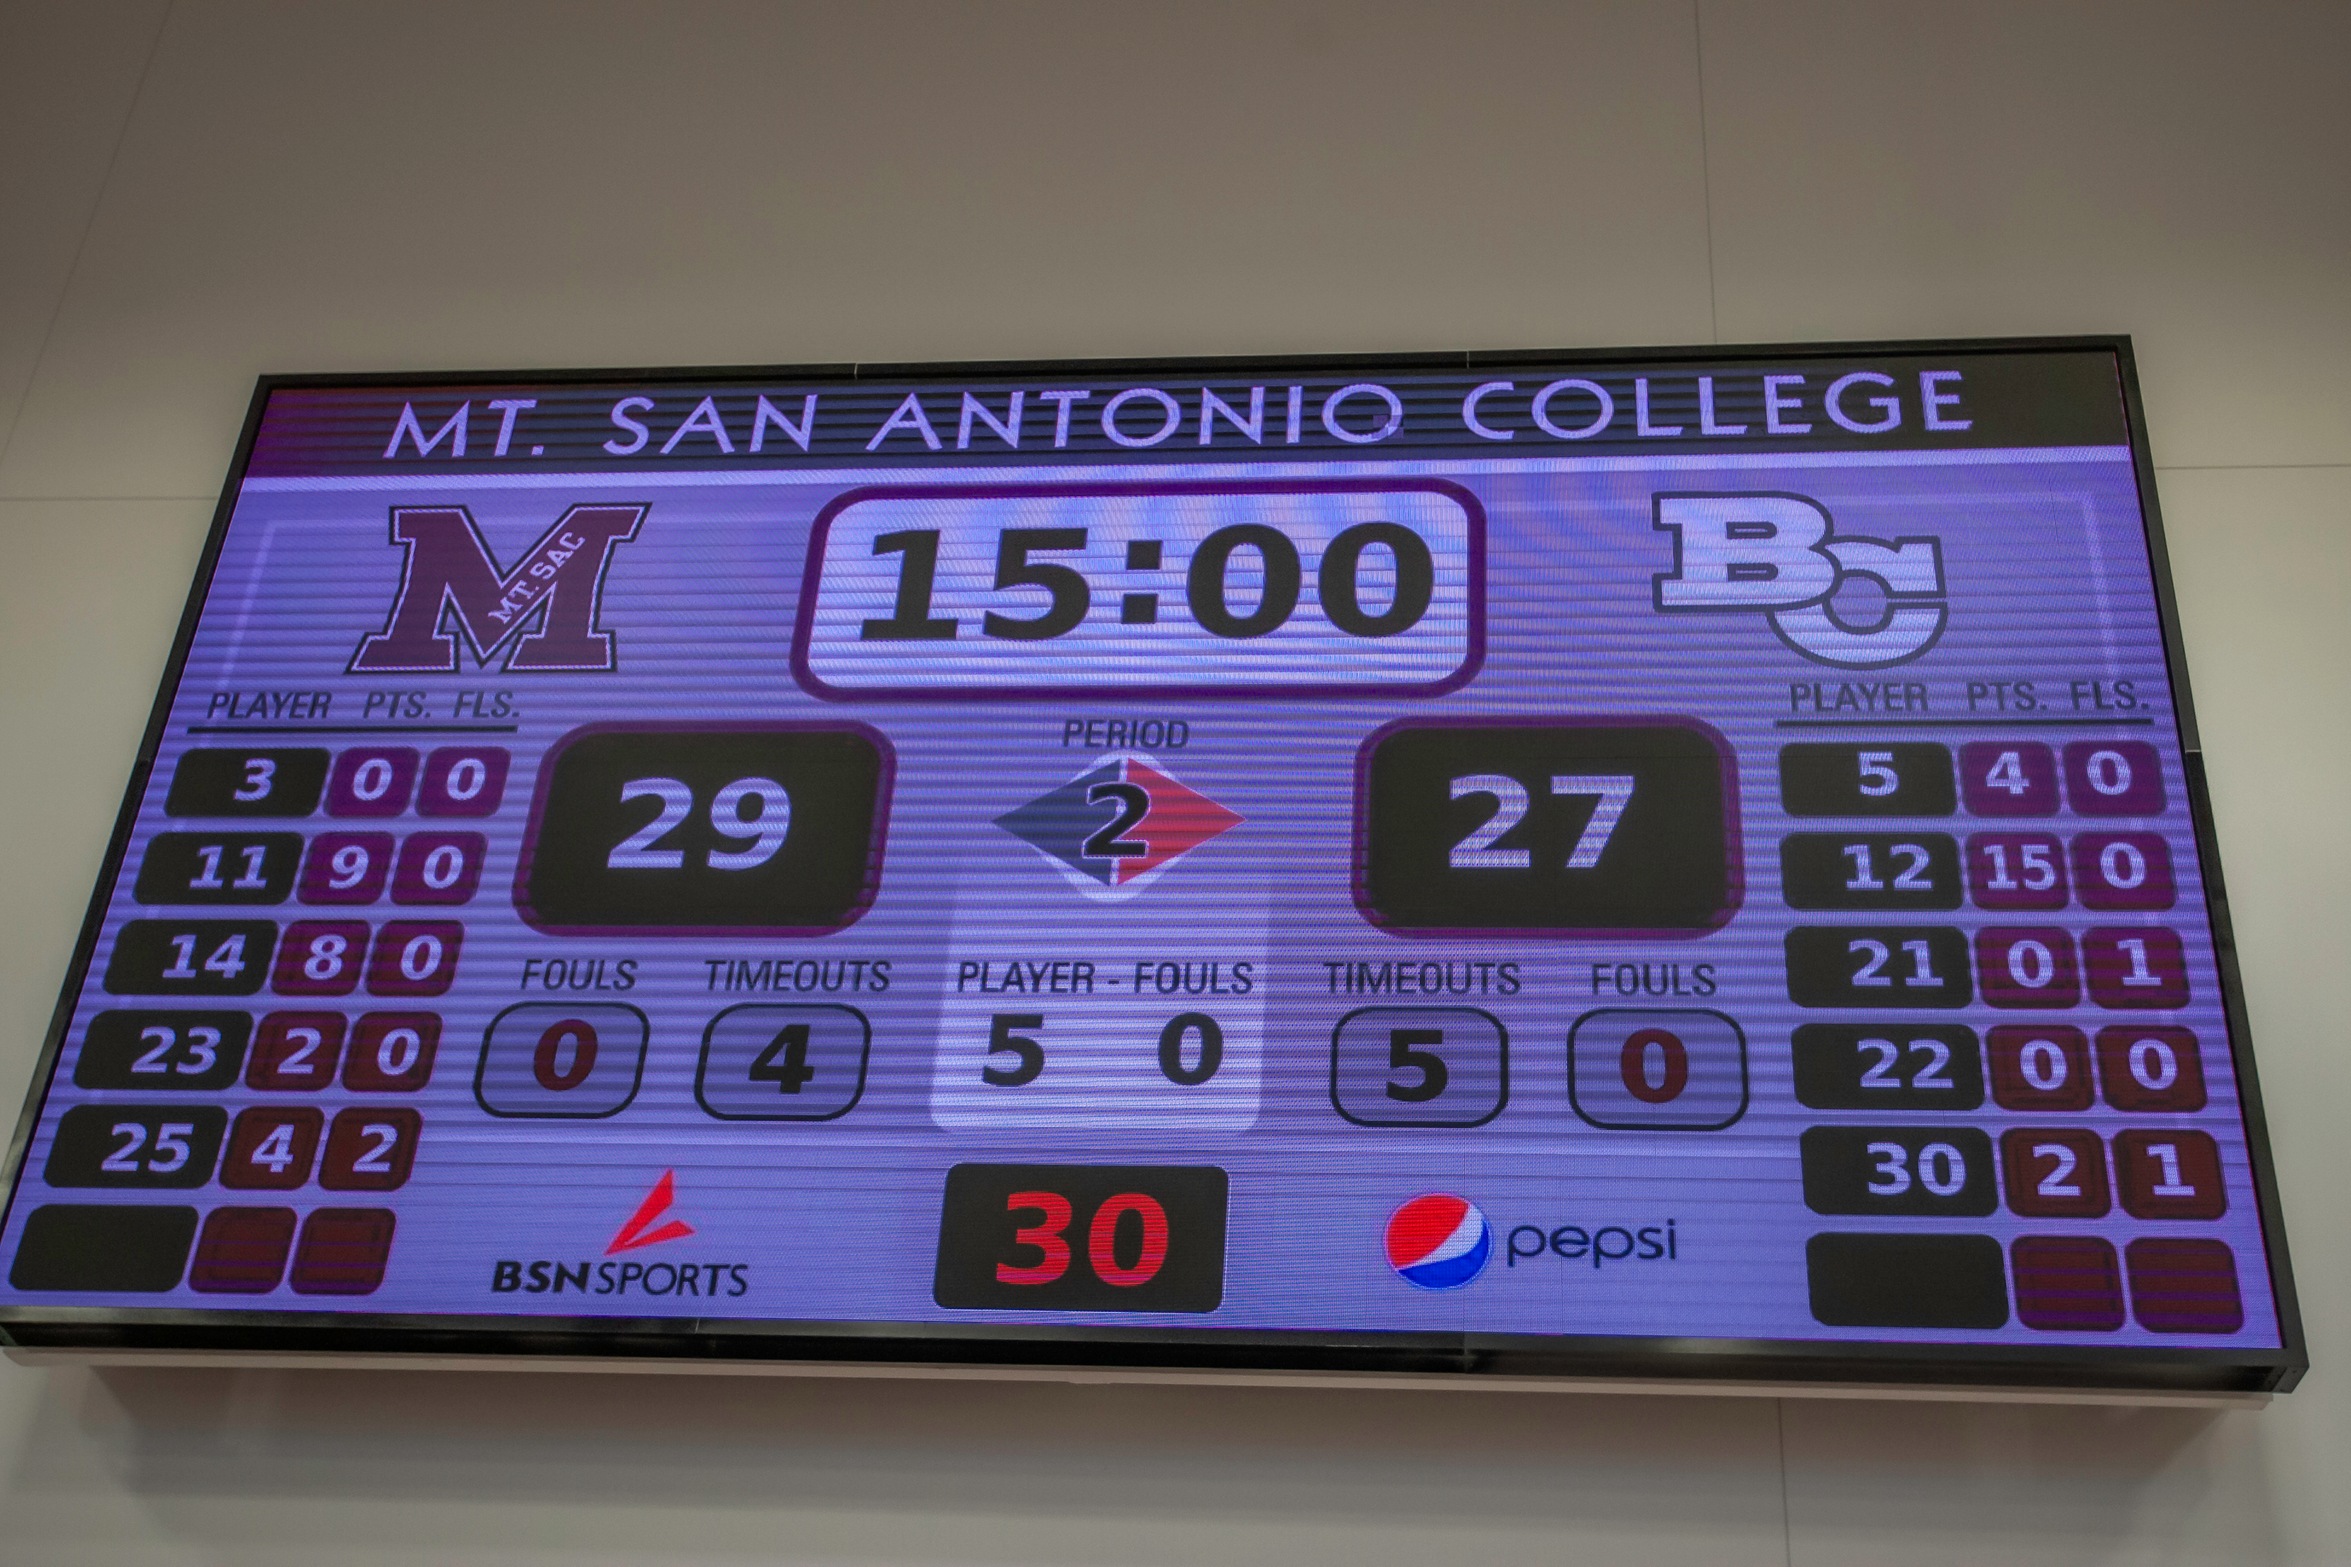 MT. SAN ANTONIO COLLEGE
MT. SAC
15:00
BC
PLAYER PTS. FLS.
3 0 0
11 9 0
14 8 0
23 2 0
25 4 2
29
PERIOD
2
27
FOULS TIMEOUTS PLAYER - FOULS TIMEOUTS FOULS
0 4 5 0 5 0
PLAYER PTS. FLS.
5 4 0
12 15 0
21 0 1
22 0 0
30 2 1
BSN SPORTS
30
pepsi